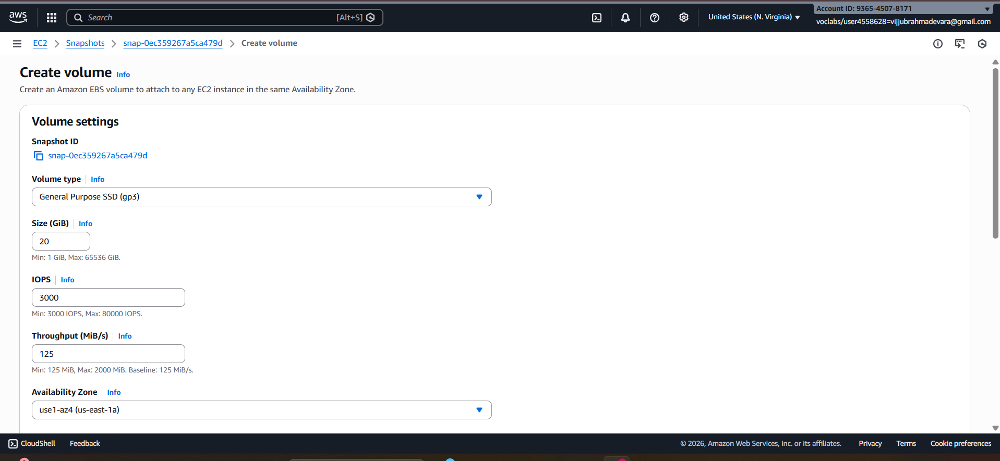 aws
Search [Alt+S]
United States (N. Virginia)
Account ID: 9365-4507-8171
voclabs/user4558628=vijjubrahmadevara@gmail.com
EC2 Snapshots snap-0ec359267a5ca479d Create volume
Create volume Info
Create an Amazon EBS volume to attach to any EC2 instance in the same Availability Zone.
Volume settings
Snapshot ID
snap-0ec359267a5ca479d
Volume type Info
General Purpose SSD (gp3)
Size (GiB) Info
20
Min: 1 GiB, Max: 65536 GiB.
IOPS Info
3000
Min: 3000 IOPS, Max: 80000 IOPS.
Throughput (MiB/s) Info
125
Min: 125 MiB, Max: 2000 MiB. Baseline: 125 MiB/s.
Availability Zone Info
use1-az4 (us-east-1a)
CloudShell Feedback © 2026, Amazon Web Services, Inc. or its affiliates. Privacy Terms Cookie preferences